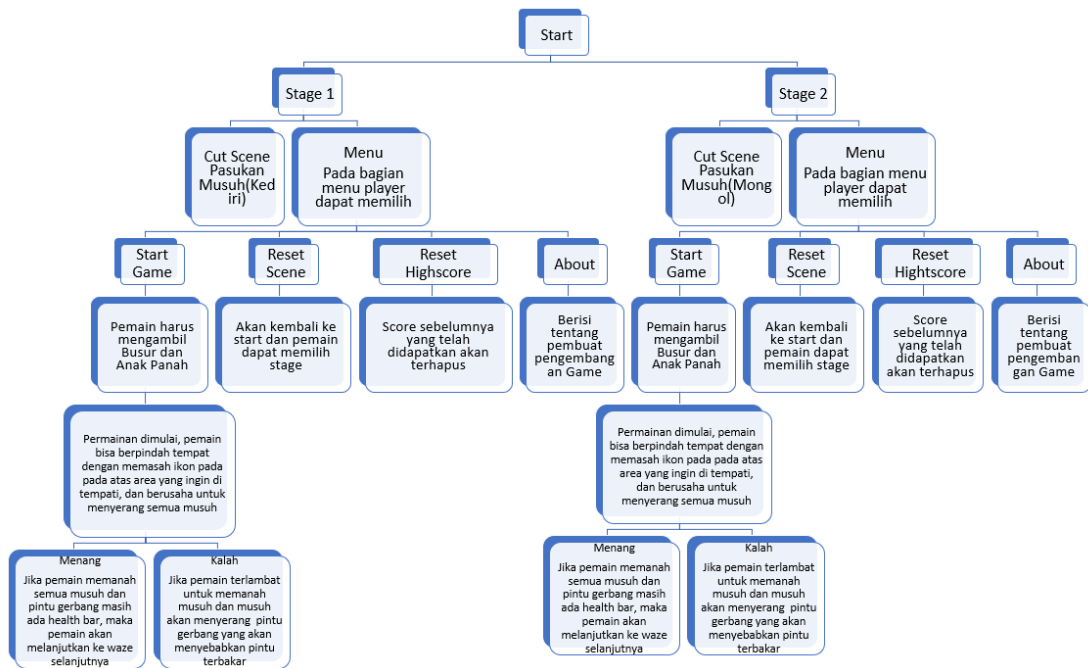 Start
Stage 1
Stage 2
Cut Scene
Pasukan
Musuh(Ked
iri)
Menu
Pada bagian
menu player
dapat memilih
Cut Scene
Pasukan
Musuh(Mong
ol)
Menu
Pada bagian menu
player dapat
memilih
Start
Game
Reset
Scene
Reset
Highscore
About
Start
Game
Reset
Scene
Reset
Hightscore
About
Pemain harus
mengambil
Busur dan
Anak Panah
Akan kembali ke
start dan pemain
dapat memilih
stage
Score sebelumnya
yang telah
didapatkan akan
terhapus
Berisi
tentang
pembuat
pengembang
an Game
Pemain harus
mengambil
Busur dan
Anak Panah
Akan kembali
ke start dan
pemain dapat
memilih stage
Score
sebelumnya
yang telah
didapatkan
akan terhapus
Berisi
tentang
pembuat
pengemban
gan Game
Permainan dimulai, pemain
bisa berpindah tempat
dengan memasah ikon pada
pada atas area yang ingin di
tempati, dan berusaha untuk
menyerang semua musuh
Permainan dimulai, pemain
bisa berpindah tempat dengan
memasah ikon pada pada atas
area yang ingin di tempati,
dan berusaha untuk
menyerang semua musuh
Menang
Jika pemain memanah
semua musuh dan
pintu gerbang masih
ada health bar, maka
pemain akan
melanjutkan ke waze
selanjutnya
Kalah
Jika pemain terlambat
untuk memanah
musuh dan musuh
akan menyerang pintu
gerbang yang akan
menyebabkan pintu
terbakar
Menang
Jika pemain memanah
semua musuh dan
pintu gerbang masih
ada health bar, maka
pemain akan
melanjutkan ke waze
selanjutnya
Kalah
Jika pemain terlambat
untuk memanah
musuh dan musuh
akan menyerang pintu
gerbang yang akan
menyebabkan pintu
terbakar